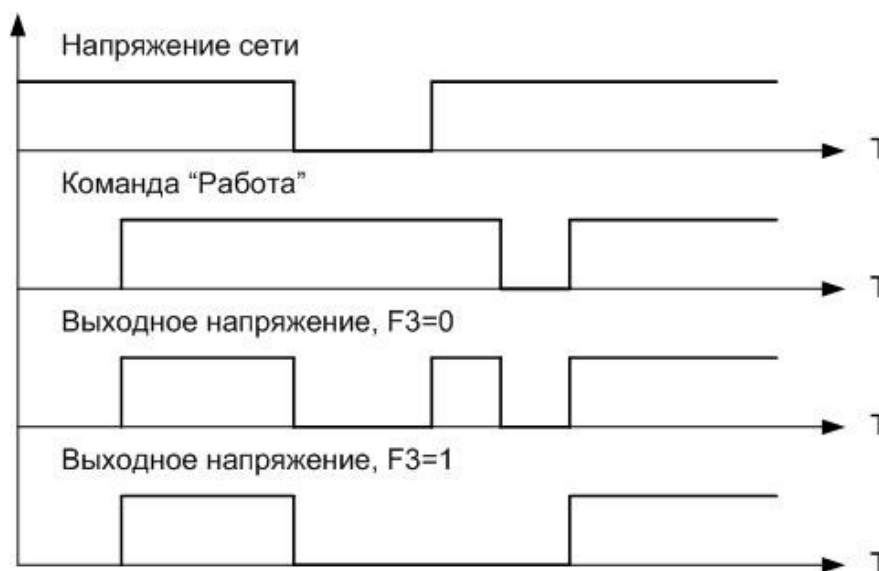 Напряжение сети
T
Команда “Работа”
T
Выходное напряжение, F3=0
T
Выходное напряжение, F3=1
T